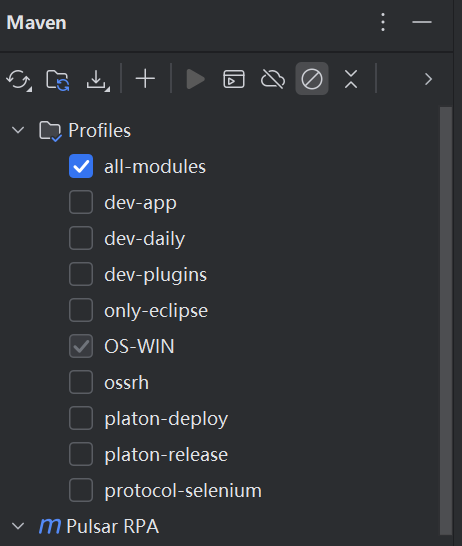 Maven
Profiles
all-modules
dev-app
dev-daily
dev-plugins
only-eclipse
OS-WIN
ossrh
platon-deploy
platon-release
protocol-selenium
m Pulsar RPA